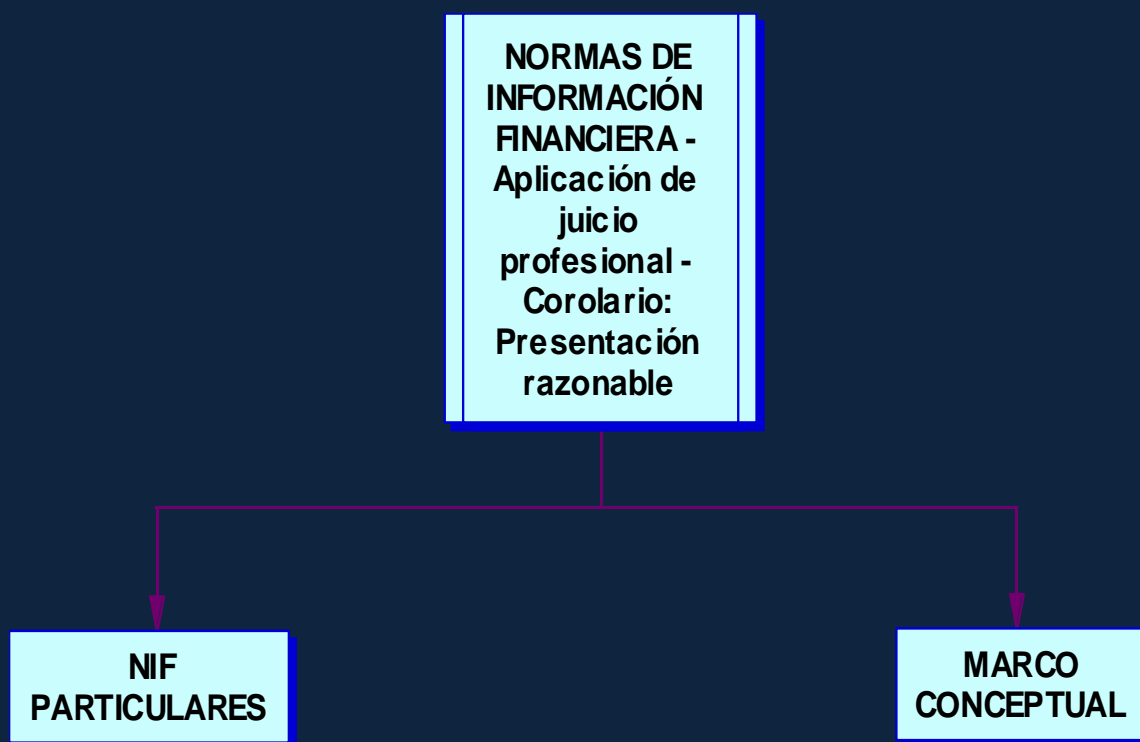 NORMAS DE
INFORMACIÓN
FINANCIERA -
Aplicación de
juicio
profesional -
Corolario:
Presentación
razonable
NIF
PARTICULARES
MARCO
CONCEPTUAL